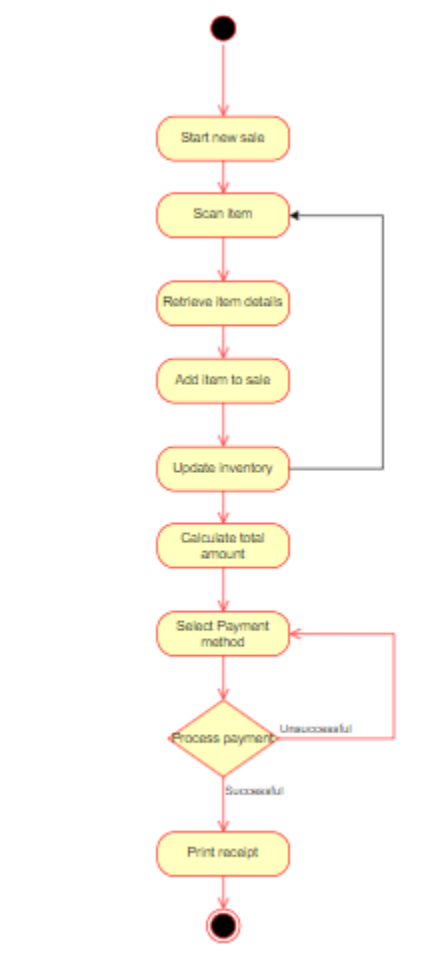 Start new sale
Scan item
Retrieve item details
Add item to sale
Update inventory
Calculate total
amount
Select Payment
method
Process payment
Unsuccessful
Successful
Print receipt